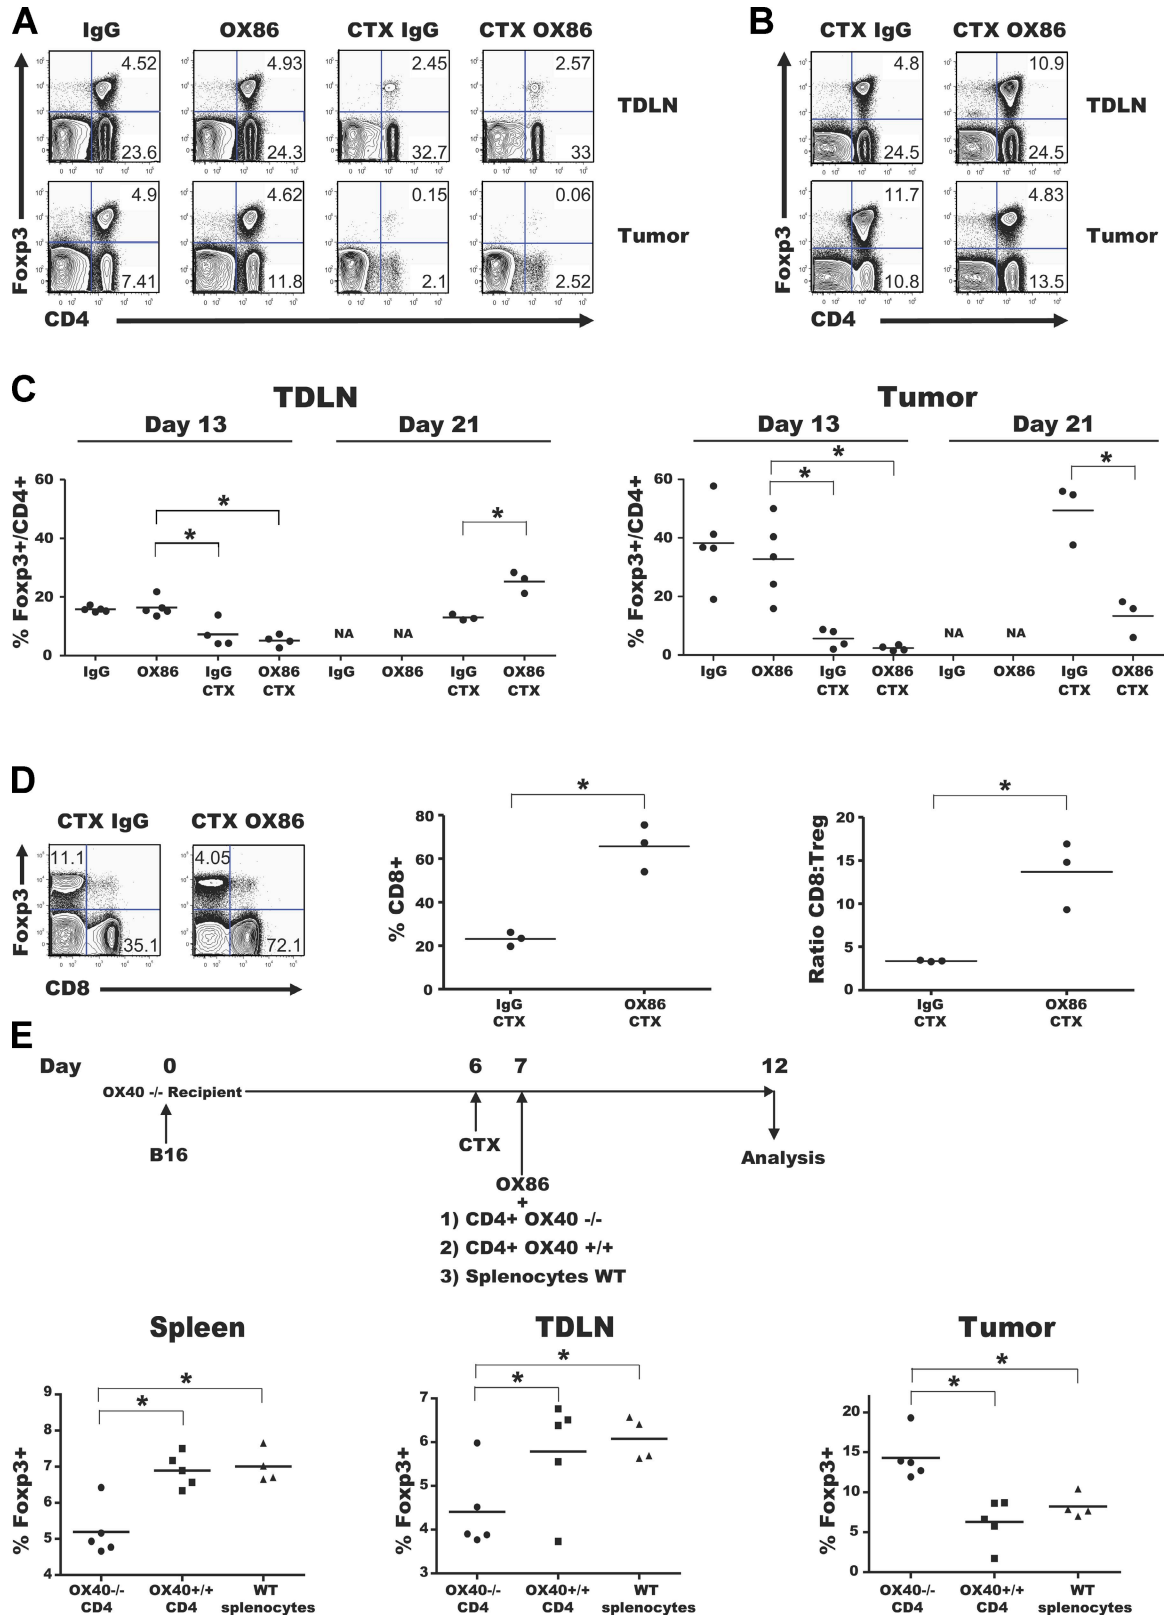 A
IgG OX86 CTX IgG CTX OX86
4.52 4.93 2.45 2.57
TDLN
23.6 24.3 32.7 33
4.9 4.62 0.15 0.06
Tumor
7.41 11.8 2.1 2.52
Foxp3
CD4
B
CTX IgG CTX OX86
4.8 10.9
TDLN
24.5 24.5
11.7 4.83
Tumor
10.8 13.5
Foxp3
CD4
C
TDLN
Day 13 Day 21
% Foxp3+/CD4+
60
40
20
0
* * *
NA NA
IgG OX86 IgG CTX OX86 CTX IgG OX86 IgG CTX OX86 CTX
Tumor
Day 13 Day 21
% Foxp3+/CD4+
60
40
20
0
* * *
NA NA
IgG OX86 IgG CTX OX86 CTX IgG OX86 IgG CTX OX86 CTX
D
CTX IgG CTX OX86
11.1 4.05
35.1 72.1
Foxp3
CD8
% CD8+
80
60
40
20
0
*
IgG CTX OX86 CTX
Ratio CD8:Treg
20
15
10
5
0
*
IgG CTX OX86 CTX
E
Day 0 6 7 12
OX40 -/- Recipient
B16
CTX
Analysis
OX86
+
1) CD4+ OX40 -/-
2) CD4+ OX40 +/+
3) Splenocytes WT
Spleen
% Foxp3+
9
8
7
6
5
4
* *
OX40-/- CD4 OX40+/+ CD4 WT splenocytes
TDLN
% Foxp3+
7
6
5
4
3
* *
OX40-/- CD4 OX40+/+ CD4 WT splenocytes
Tumor
% Foxp3+
20
15
10
5
0
* *
OX40-/- CD4 OX40+/+ CD4 WT splenocytes